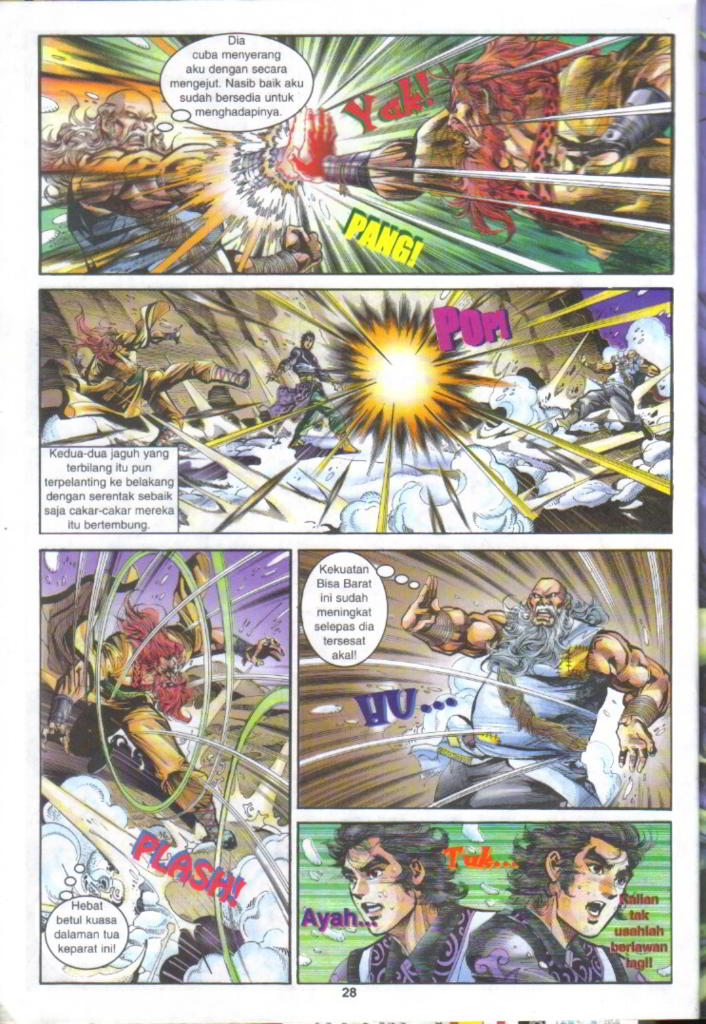 Dia
cuba menyerang
aku dengan secara
mengejut. Nasib baik aku
sudah bersedia untuk
menghadapinya.
Yak!
PANG!
POP!
Kedua-dua jaguh yang
terbilang itu pun
terpelanting ke belakang
dengan serentak sebaik
saja cakar-cakar mereka
itu bertembung.
PLASH!
Hebat
betul kuasa
dalaman tua
keparat ini!
Kekuatan
Bisa Barat
ini sudah
meningkat
selepas dia
tersesat
akal!
HU...
Ayah...
Tuk...
Kalian
tak
usahlah
berlawan
lagi!
28